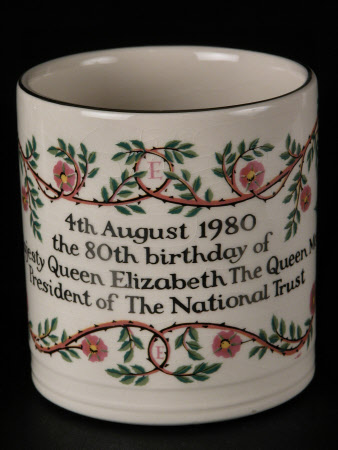 E
4th August 1980
the 80th birthday of
Queen Elizabeth The Queen
President of The National Trust
E